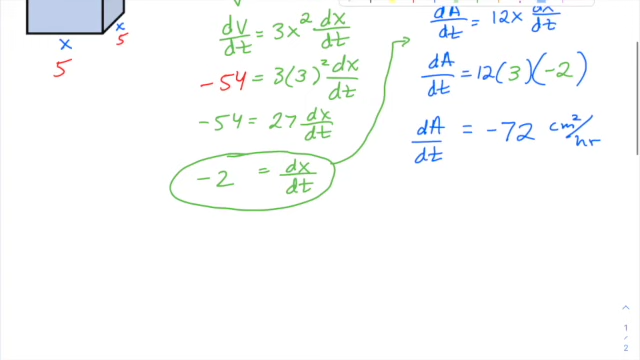 x
x
5
5
dV/dt = 3x² dx/dt
-54 = 3(3)² dx/dt
-54 = 27 dx/dt
-2 = dx/dt
dA/dt = 12x dx/dt
dA/dt = 12(3)(-2)
dA/dt = -72 cm²/hr
1
2